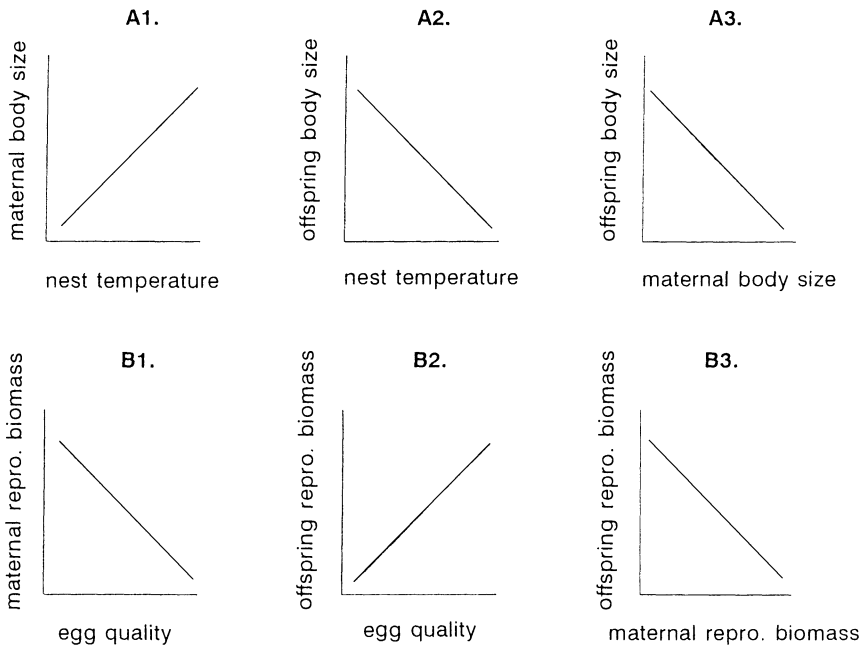 A1.
A2.
A3.
maternal body size
offspring body size
offspring body size
nest temperature
nest temperature
maternal body size
B1.
B2.
B3.
maternal repro. biomass
offspring repro. biomass
offspring repro. biomass
egg quality
egg quality
maternal repro. biomass